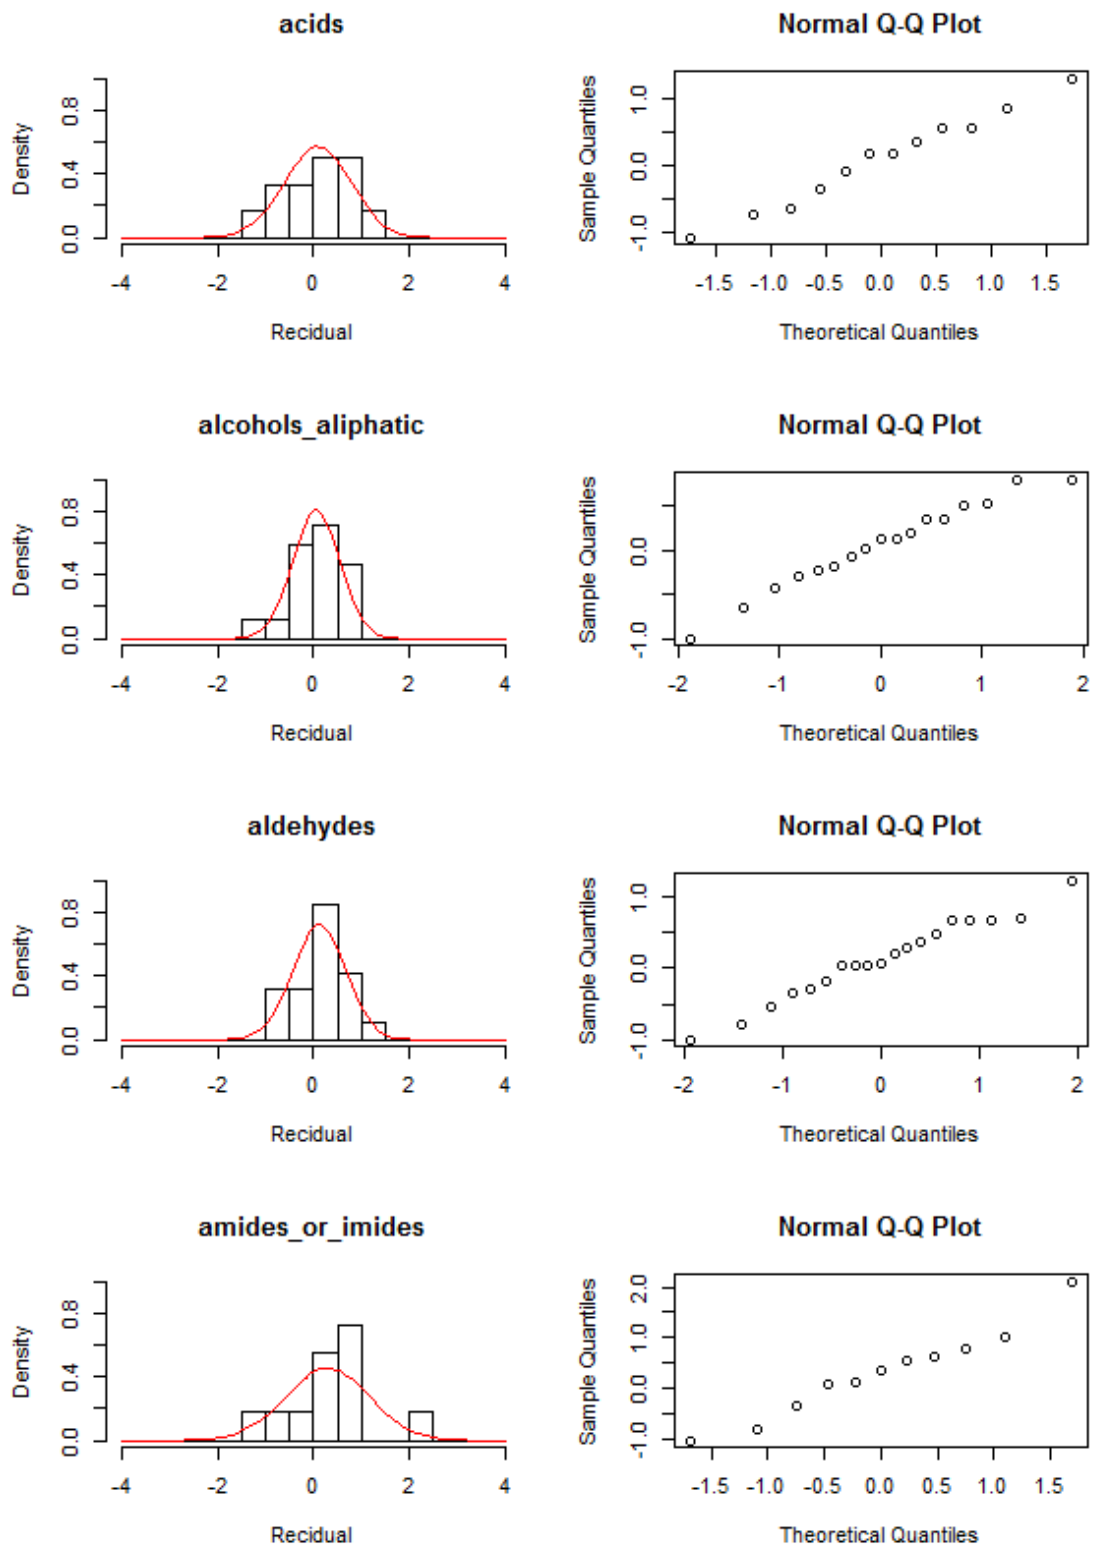 acids
Normal Q-Q Plot
Density
0.0 0.4 0.8
-4 -2 0 2 4
Recidual
Sample Quantiles
-1.0 0.0 1.0
-1.5 -1.0 -0.5 0.0 0.5 1.0 1.5
Theoretical Quantiles
alcohols_aliphatic
Normal Q-Q Plot
Density
0.0 0.4 0.8
-4 -2 0 2 4
Recidual
Sample Quantiles
-1.0 0.0
-2 -1 0 1 2
Theoretical Quantiles
aldehydes
Normal Q-Q Plot
Density
0.0 0.4 0.8
-4 -2 0 2 4
Recidual
Sample Quantiles
-1.0 0.0 1.0
-2 -1 0 1 2
Theoretical Quantiles
amides_or_imides
Normal Q-Q Plot
Density
0.0 0.4 0.8
-4 -2 0 2 4
Recidual
Sample Quantiles
-1.0 0.0 1.0 2.0
-1.5 -1.0 -0.5 0.0 0.5 1.0 1.5
Theoretical Quantiles